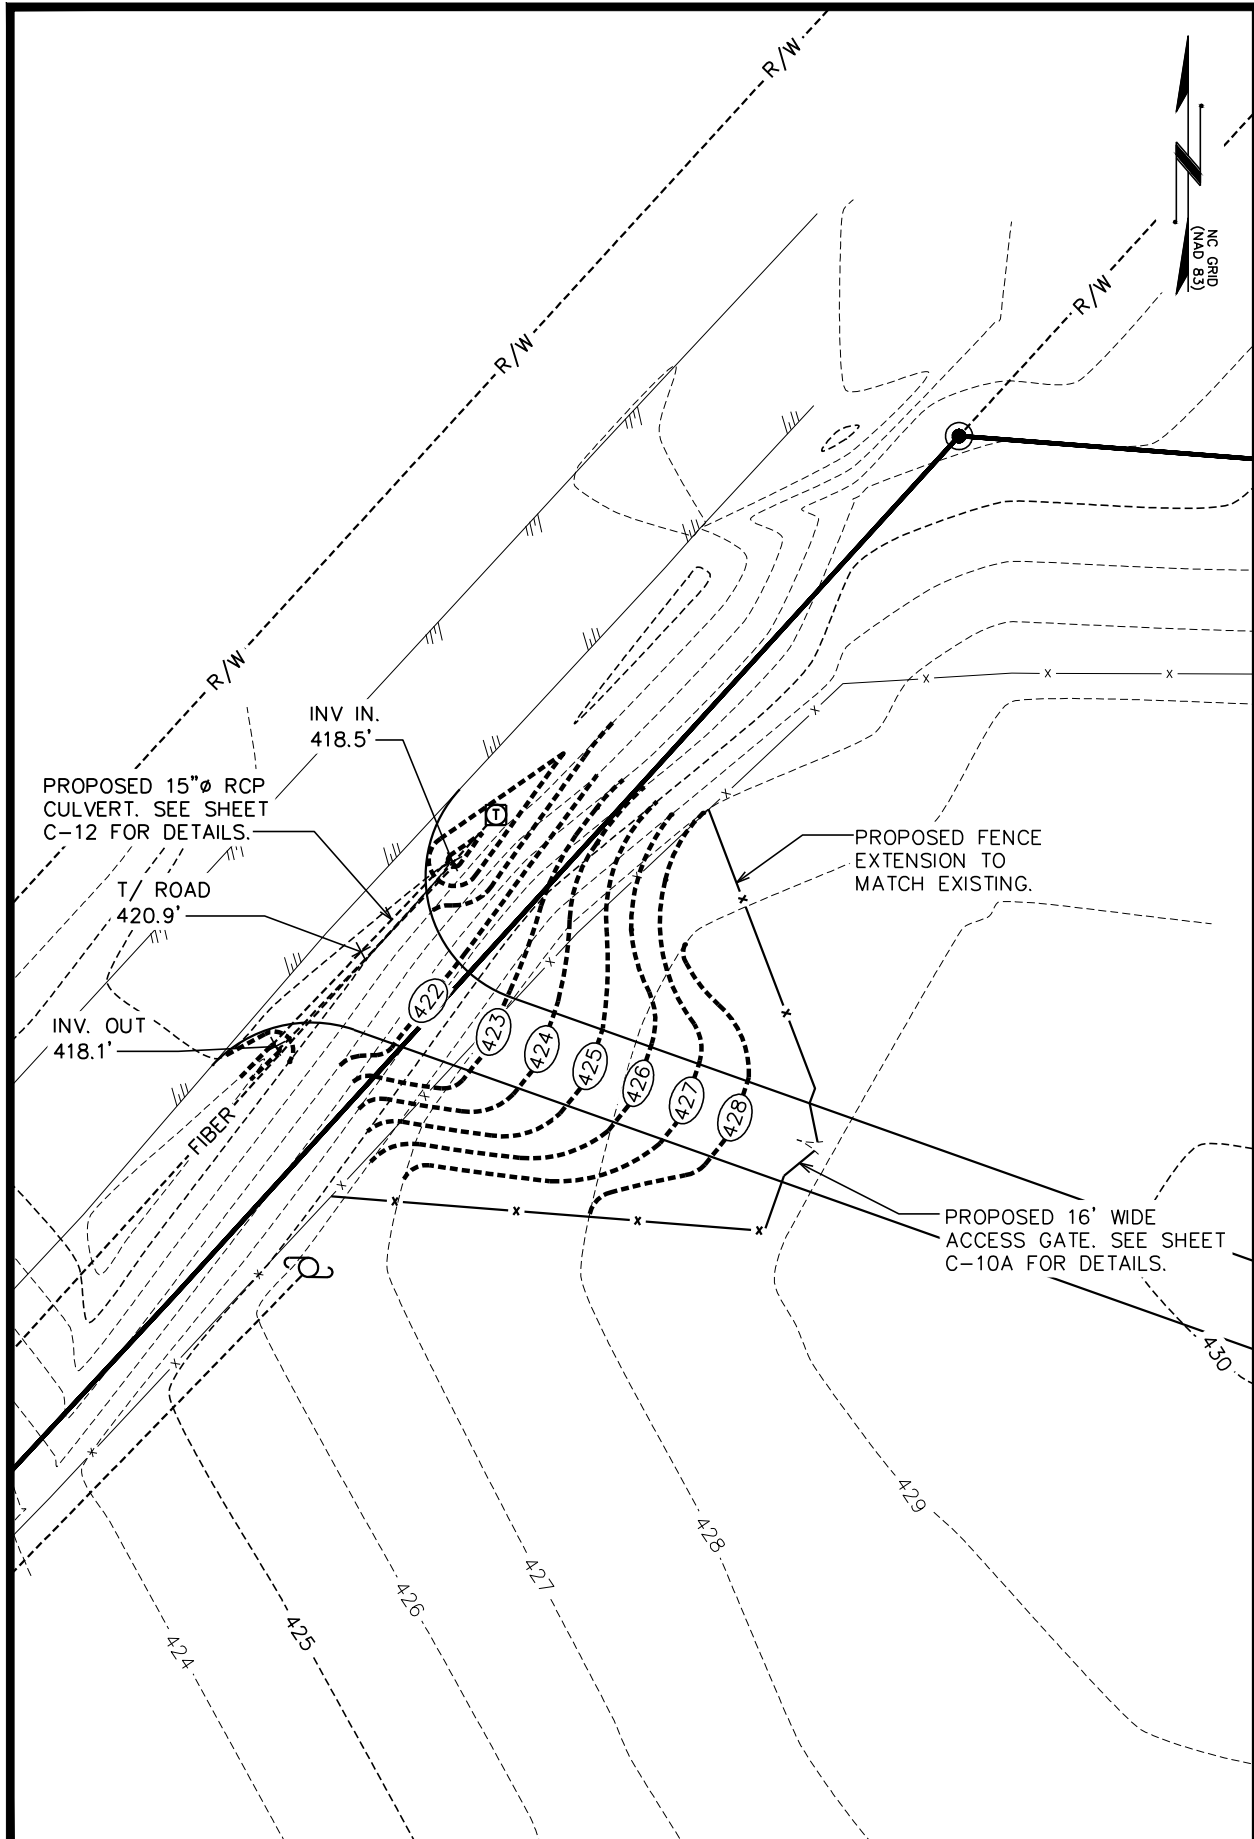 R/W
NC GRID
(NAD 83)
R/W
R/W
R/W
INV IN.
418.5'
PROPOSED 15"ø RCP
CULVERT. SEE SHEET
C-12 FOR DETAILS.
T
PROPOSED FENCE
EXTENSION TO
MATCH EXISTING.
T/ ROAD
420.9'
INV. OUT
418.1'
422
423
424
425
426
427
428
FIBER
PROPOSED 16' WIDE
ACCESS GATE. SEE SHEET
C-10A FOR DETAILS.
430
429
428
427
426
425
424